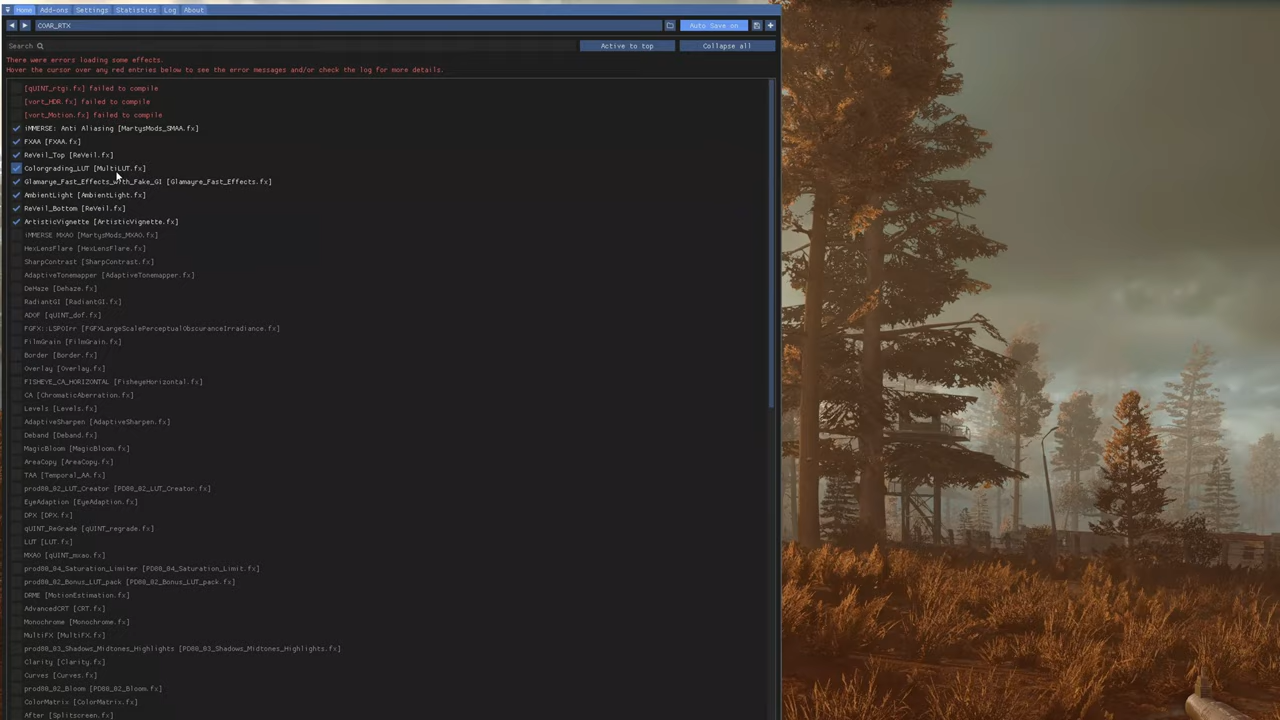 Home Add-ons Settings Statistics Log About
COAR_RTX Auto Save on
Search Active to top Collapse all
There were errors loading some effects.
Hover the cursor over any red entries below to see the error messages and/or check the log for more details.
[qUINT_rtgi.fx] failed to compile
[vort_HDR.fx] failed to compile
[vort_Motion.fx] failed to compile
iMMERSE: Anti Aliasing [MartysMods_SMAA.fx]
FXAA [FXAA.fx]
ReVeil_Top [ReVeil.fx]
Colorgrading_LUT [MultiLUT.fx]
Glamarye_Fast_Effects_with_Fake_GI [Glamayre_Fast_Effects.fx]
AmbientLight [AmbientLight.fx]
ReVeil_Bottom [ReVeil.fx]
ArtisticVignette [ArtisticVignette.fx]
iMMERSE MXAO [MartysMods_MXAO.fx]
HexLensFlare [HexLensFlare.fx]
SharpContrast [SharpContrast.fx]
AdaptiveTonemapper [AdaptiveTonemapper.fx]
DeHaze [Dehaze.fx]
RadiantGI [RadiantGI.fx]
ADOF [qUINT_dof.fx]
FGFX::LSPOIrr [FGFXLargeScalePerceptualObscuranceIrradiance.fx]
FilmGrain [FilmGrain.fx]
Border [Border.fx]
Overlay [Overlay.fx]
FISHEYE_CA_HORIZONTAL [FisheyeHorizontal.fx]
CA [ChromaticAberration.fx]
Levels [Levels.fx]
AdaptiveSharpen [AdaptiveSharpen.fx]
Deband [Deband.fx]
MagicBloom [MagicBloom.fx]
AreaCopy [AreaCopy.fx]
TAA [Temporal_AA.fx]
prod80_02_LUT_Creator [PD80_02_LUT_Creator.fx]
EyeAdaption [EyeAdaption.fx]
DPX [DPX.fx]
qUINT_ReGrade [qUINT_regrade.fx]
LUT [LUT.fx]
MXAO [qUINT_mxao.fx]
prod80_04_Saturation_Limiter [PD80_04_Saturation_Limit.fx]
prod80_02_Bonus_LUT_pack [PD80_02_Bonus_LUT_pack.fx]
DRME [MotionEstimation.fx]
AdvancedCRT [CRT.fx]
Monochrome [Monochrome.fx]
MultiFX [MultiFX.fx]
prod80_03_Shadows_Midtones_Highlights [PD80_03_Shadows_Midtones_Highlights.fx]
Clarity [Clarity.fx]
Curves [Curves.fx]
prod80_02_Bloom [PD80_02_Bloom.fx]
ColorMatrix [ColorMatrix.fx]
After [Splitscreen.fx]